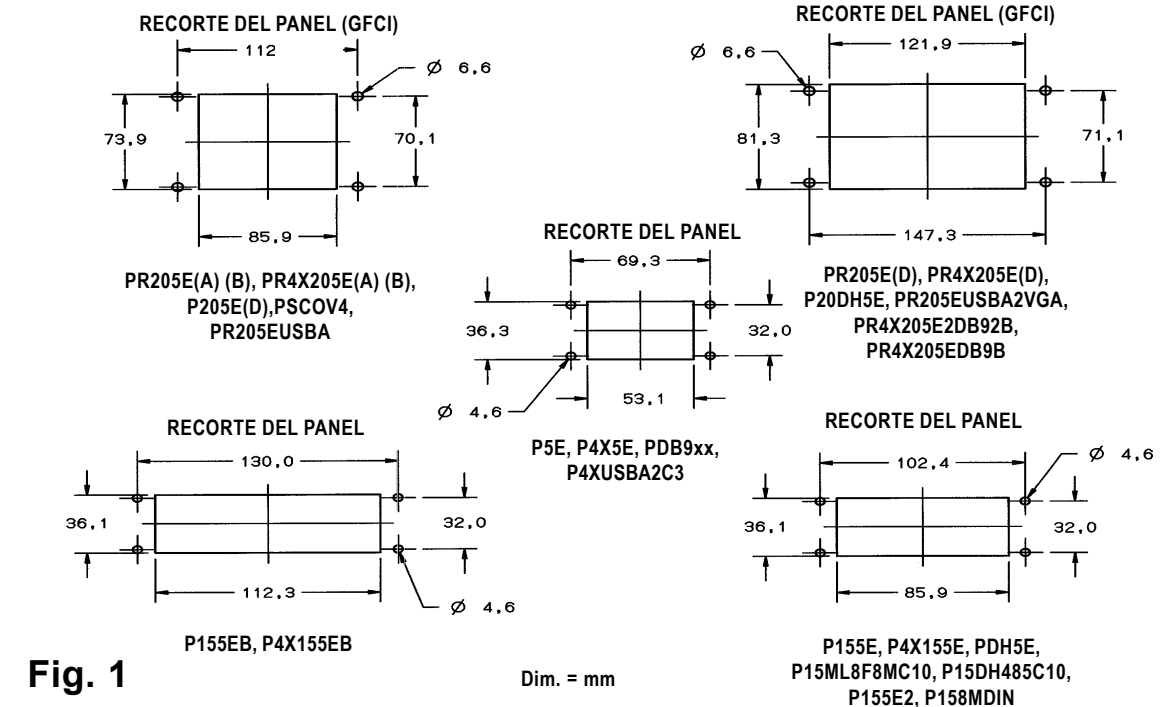 RECORTE DEL PANEL (GFCI)
112
Ø 6,6
73,9
70,1
85,9
PR205E(A) (B), PR4X205E(A) (B),
P205E(D),PSCOV4,
PR205EUSBA
RECORTE DEL PANEL (GFCI)
121,9
Ø 6,6
81,3
71,1
147,3
PR205E(D), PR4X205E(D),
P20DH5E, PR205EUSBA2VGA,
PR4X205E2DB92B,
PR4X205EDB9B
RECORTE DEL PANEL
69,3
36,3
32,0
Ø 4,6
53,1
P5E, P4X5E, PDB9xx,
P4XUSBA2C3
RECORTE DEL PANEL
130,0
36,1
32,0
112,3
Ø 4,6
P155EB, P4X155EB
RECORTE DEL PANEL
102,4
Ø 4,6
36,1
32,0
85,9
P155E, P4X155E, PDH5E,
P15ML8F8MC10, P15DH485C10,
P155E2, P158MDIN
Fig. 1
Dim. = mm